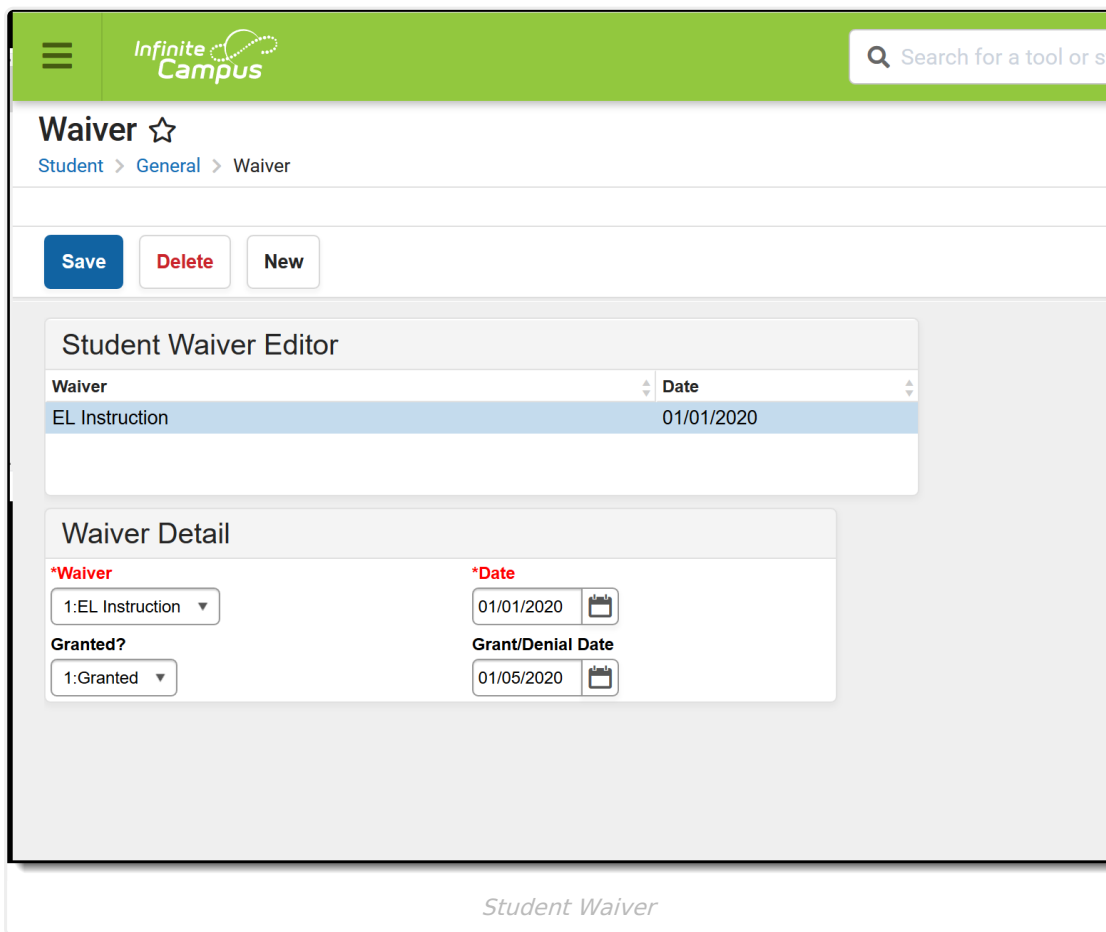 Infinite
Campus
Search for a tool or s
Waiver
Student > General > Waiver
Save Delete New
Student Waiver Editor
Waiver Date
EL Instruction 01/01/2020
Waiver Detail
*Waiver *Date
1:EL Instruction 01/01/2020
Granted? Grant/Denial Date
1:Granted 01/05/2020
Student Waiver